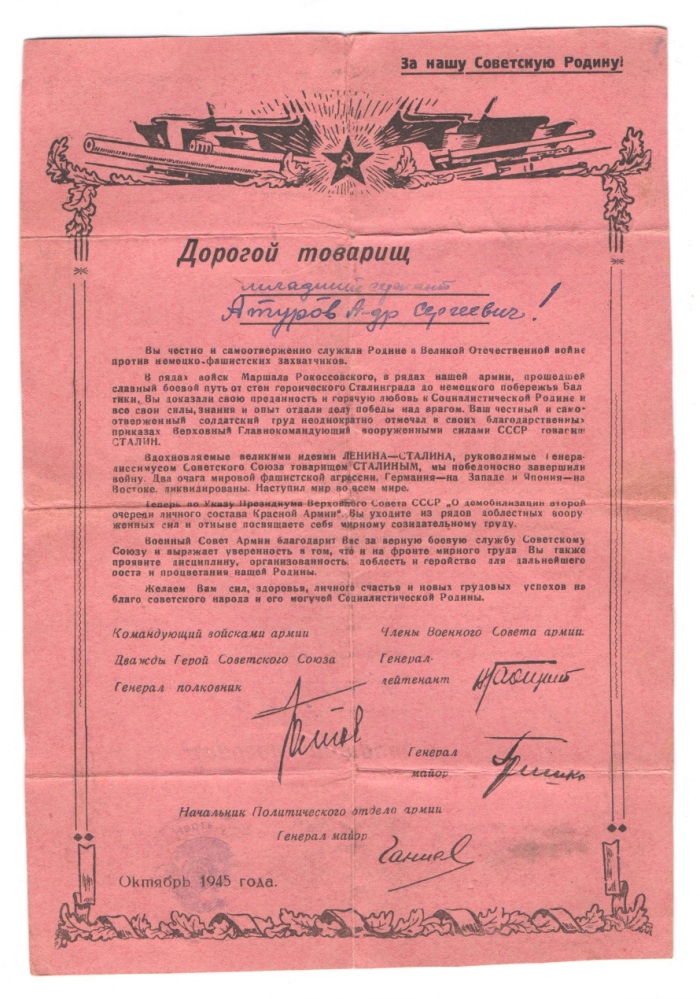 За нашу Советскую Родину!
Дорогой товарищ
младший сержант
Атуров А-др Сергеевич!
Вы честно и самоотверженно служили Родине в Великой Отечественной войне
против немецко-фашистских захватчиков.
В рядах войск Маршала Рокоссовского, в рядах нашей армии, прошедшей
славный боевой путь от стен героического Сталинграда до немецкого побережья Бал
тики, Вы доказали свою преданность и горячую любовь к Социалистической Родине и
все свои силы, знания и опыт отдали делу победы над врагом. Ваш честный и само-
отверженный солдатский труд неоднократно отмечал в своих благодарственных
приказах Верховный Главнокомандующий вооруженными силами СССР товарищ
СТАЛИН.
Вдохновляемые великими идеями ЛЕНИНА—СТАЛИНА, руководимые Генера-
лиссимусом Советского Союза товарищем СТАЛИНЫМ, мы победоносно завершили
войну. Два очага мировой фашистской агрессии, Германия—на Западе и Япония—на
Востоке, ликвидированы. Наступил мир во всем мире.
Теперь по Указу Президиума Верховного Совета СССР „О демобилизации второй
очереди личного состава Красной Армии" Вы уходите из рядов доблестных воору-
женных сил и отныне посвящаете себя мирному созидательному труду.
Военный Совет Армии благодарит Вас за верную боевую службу Советскому
Союзу и выражает уверенность в том, что и на фронте мирного труда Вы также
проявите дисциплину, организованность, доблесть и геройство для дальнейшего
роста и процветания нашей Родины.
Желаем Вам сил, здоровья, личного счастья и новых трудовых успехов на
благо советского народа и его могучей Социалистической Родины.
Командующий войсками армии
Дважды Герой Советского Союза
Генерал полковник
Члены Военного Совета армии:
Генерал-
лейтенант
Генерал
майор
Начальник Политического отдела армии
Генерал майор
Октябрь 1945 года.